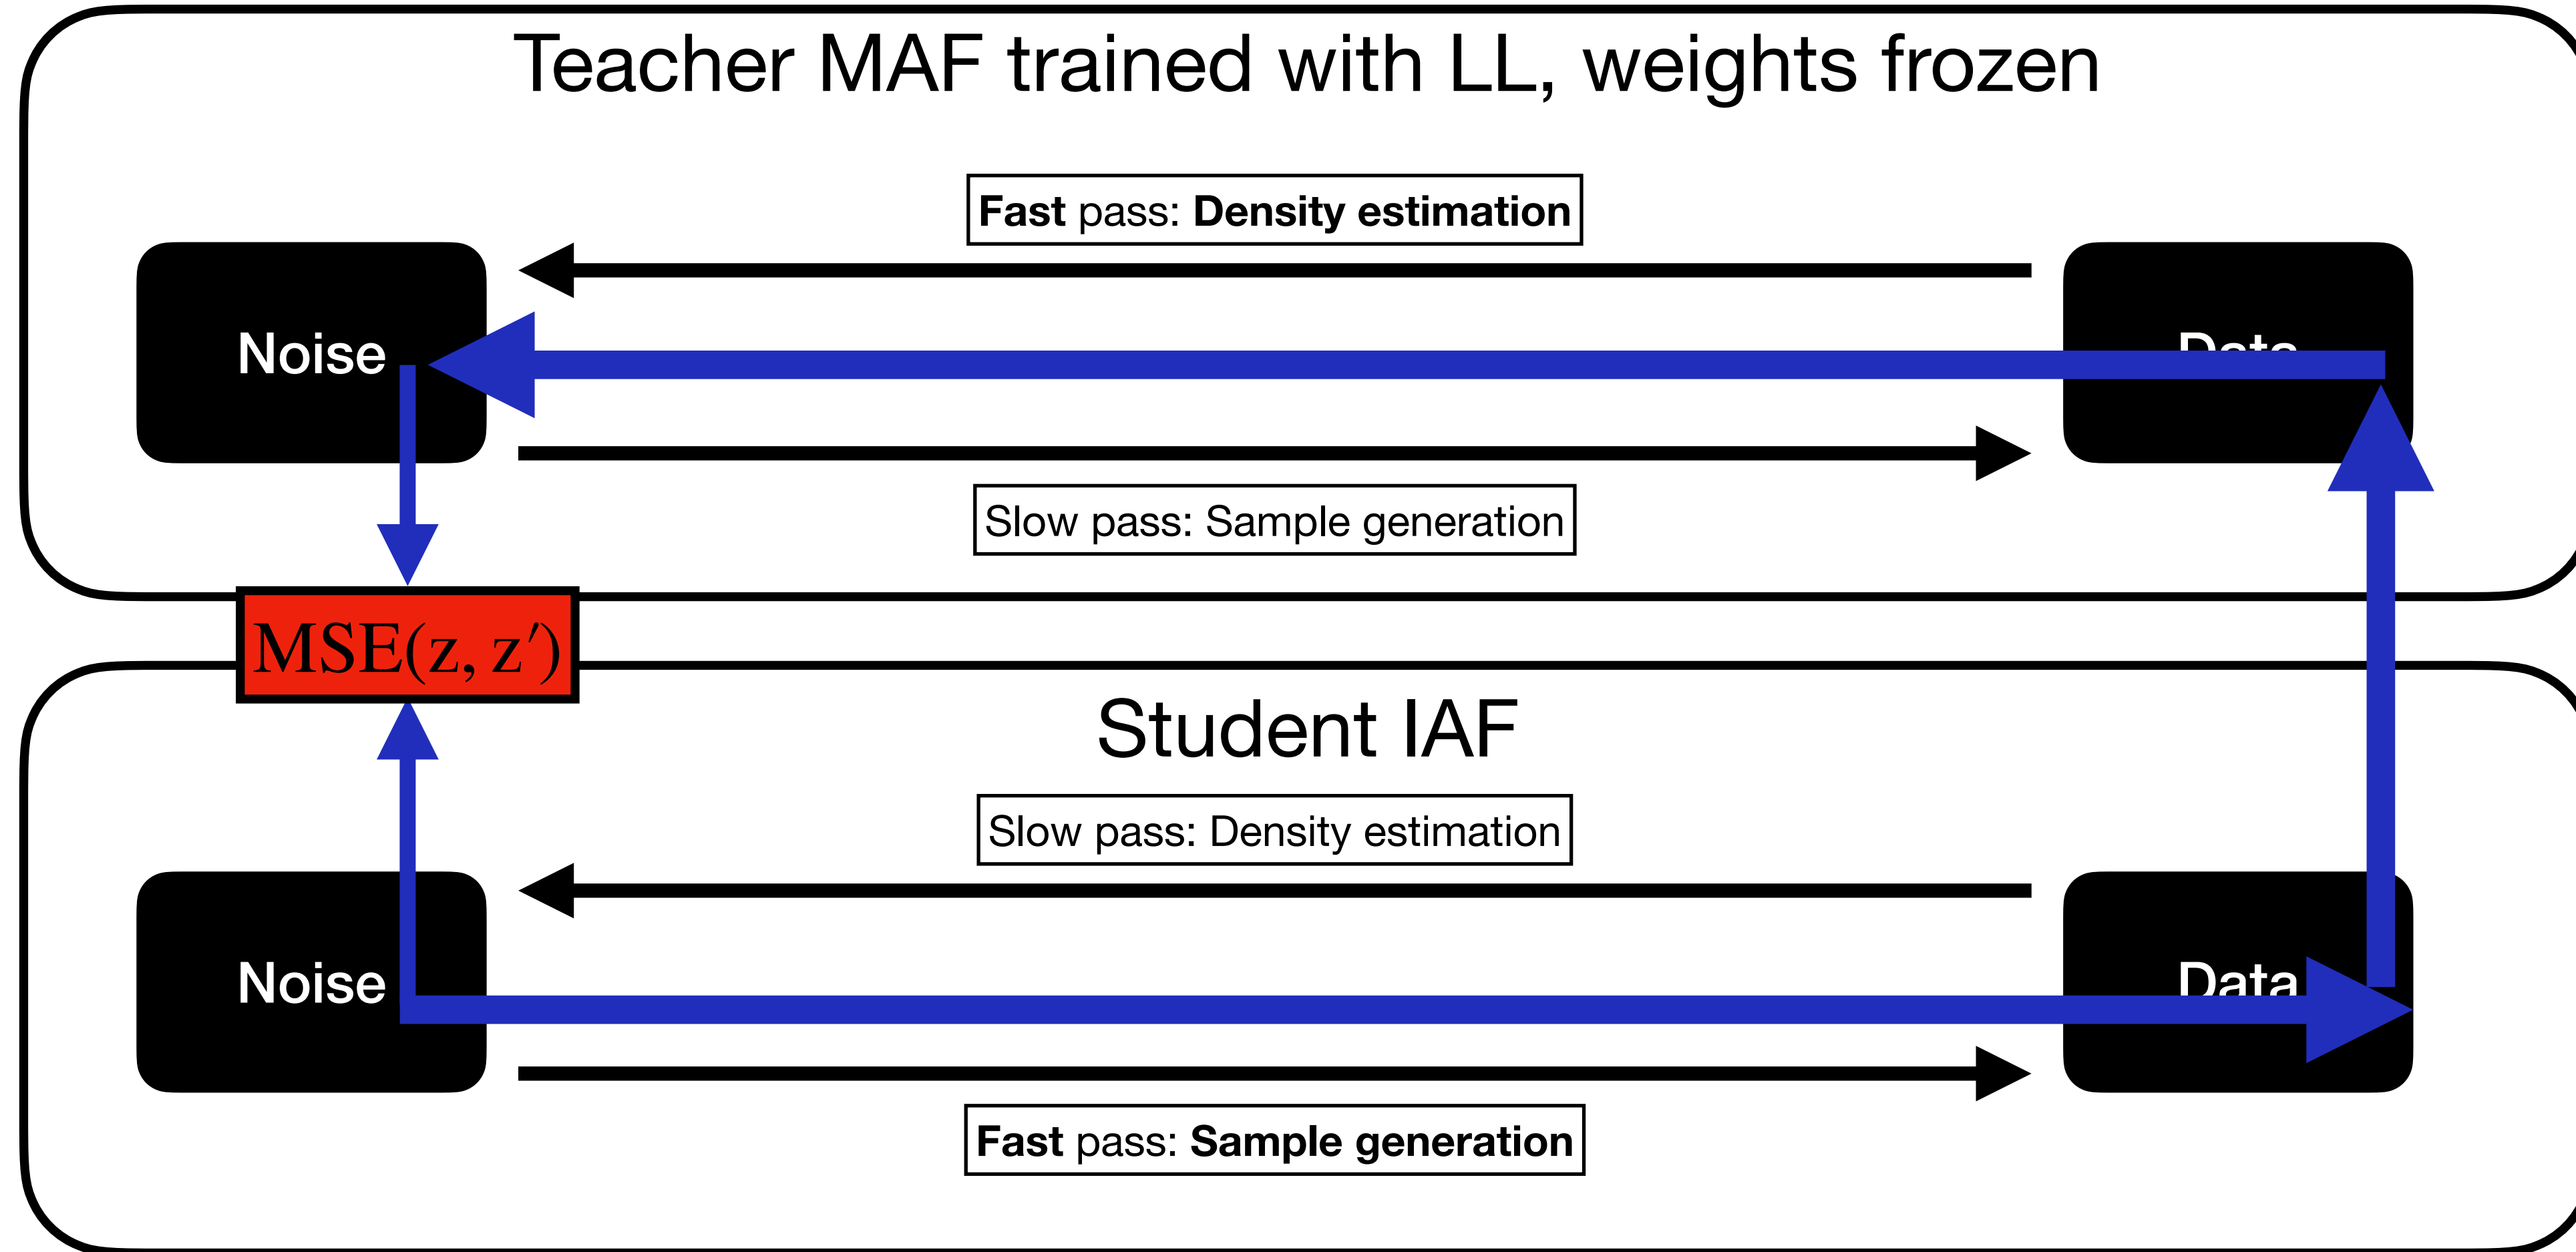 Teacher MAF trained with LL, weights frozen
Fast pass: Density estimation
Noise
Data
Slow pass: Sample generation
MSE(z, z′)
Student IAF
Slow pass: Density estimation
Noise
Data
Fast pass: Sample generation